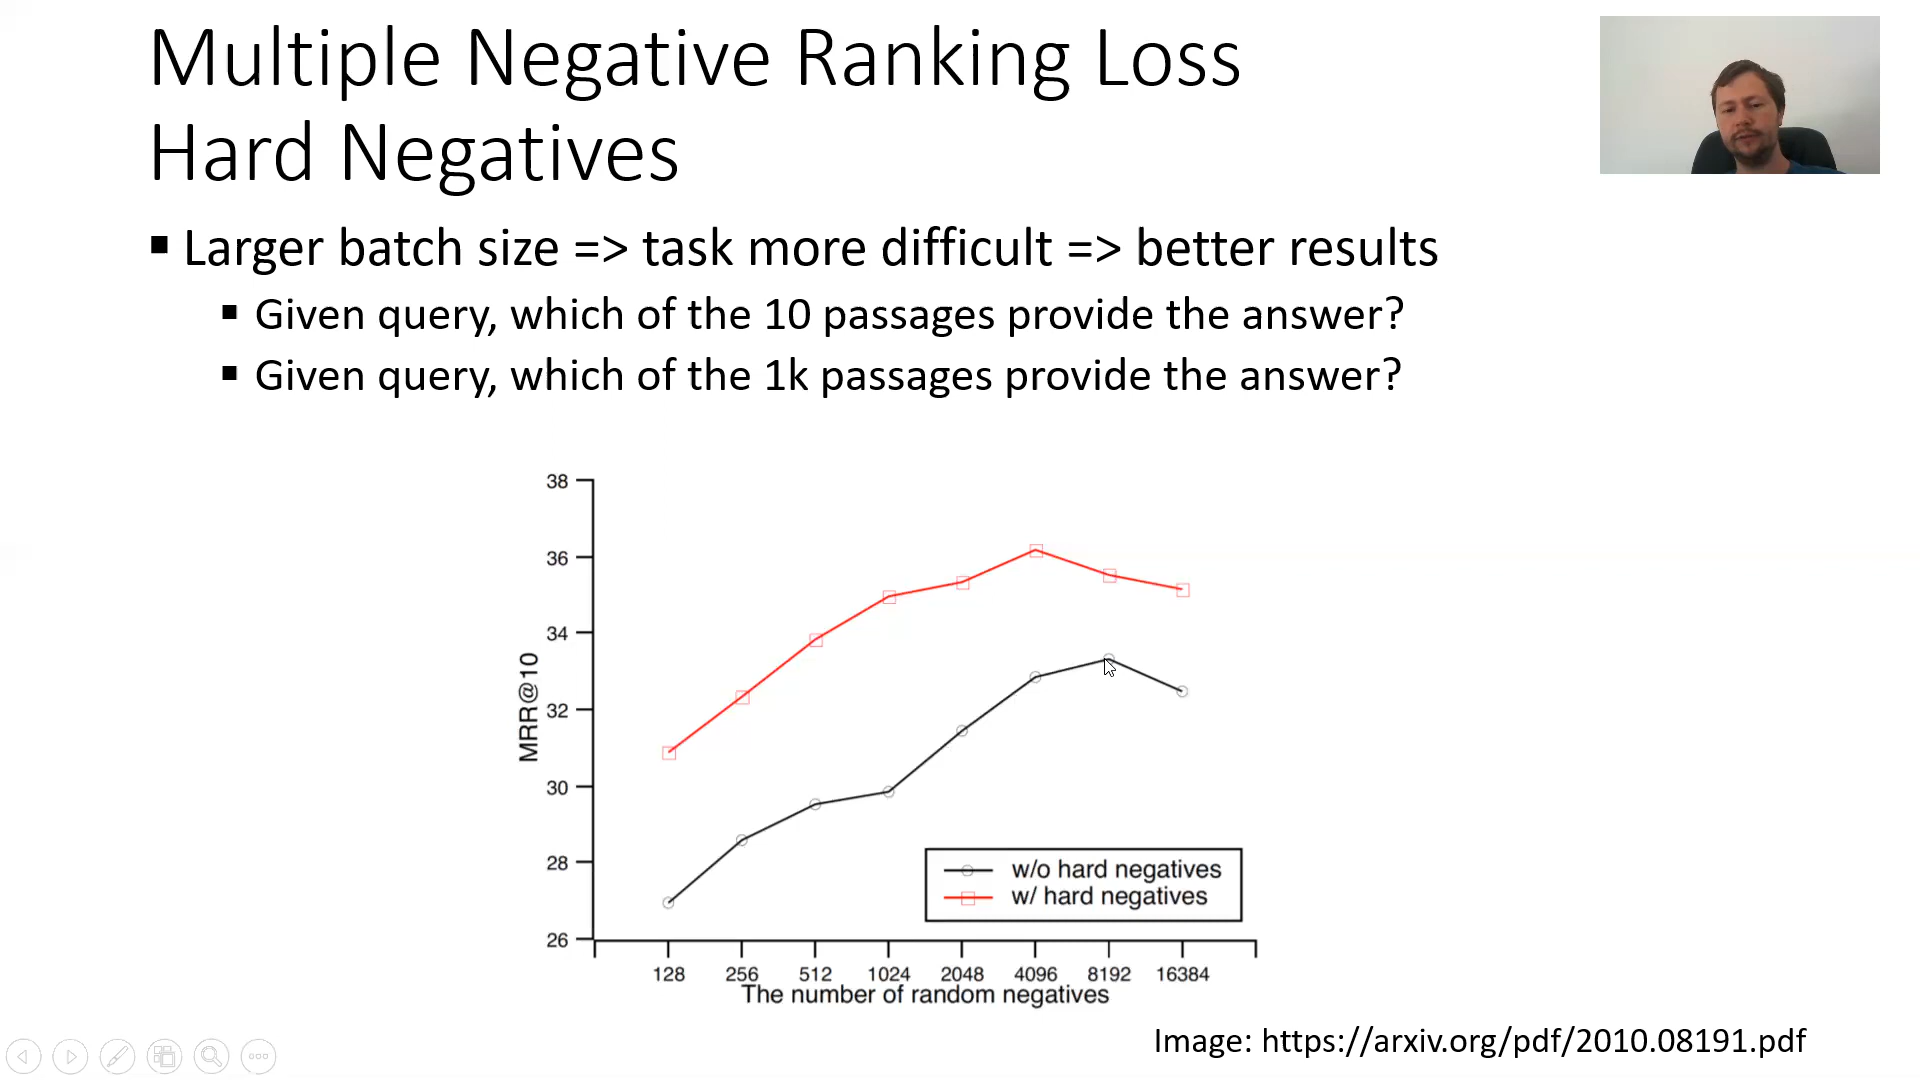 Multiple Negative Ranking Loss
Hard Negatives
Larger batch size => task more difficult => better results
Given query, which of the 10 passages provide the answer?
Given query, which of the 1k passages provide the answer?
38
36
34
32
30
28
26
MRR@10
w/o hard negatives
w/ hard negatives
128 256 512 1024 2048 4096 8192 16384
The number of random negatives
Image: https://arxiv.org/pdf/2010.08191.pdf